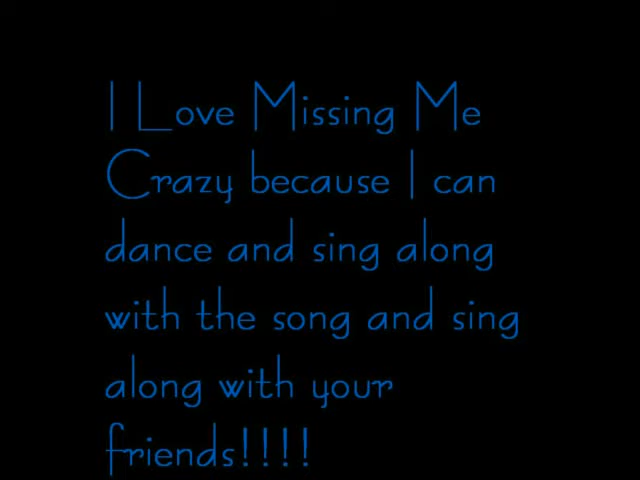 I Love Missing Me
Crazy because I can
dance and sing along
with the song and sing
along with your
friends!!!!